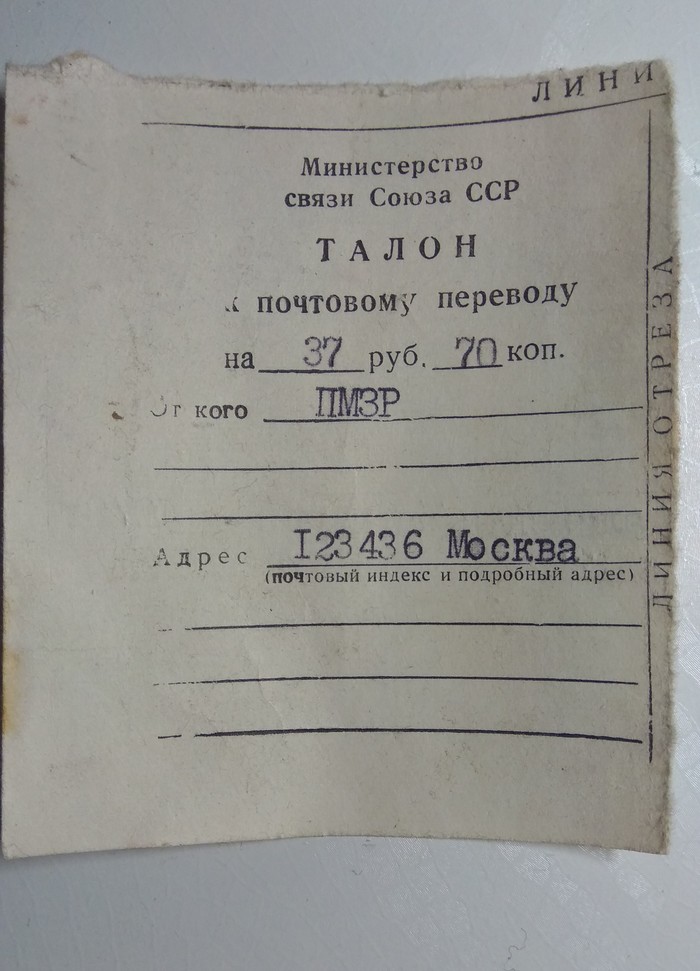 ЛИНИ
Министерство
связи Союза ССР
ТАЛОН
к почтовому переводу
на 37 руб. 70 коп.
От кого ПМЗР
Адрес I23436 Москва
(почтовый индекс и подробный адрес)
ЛИНИЯ ОТРЕЗА